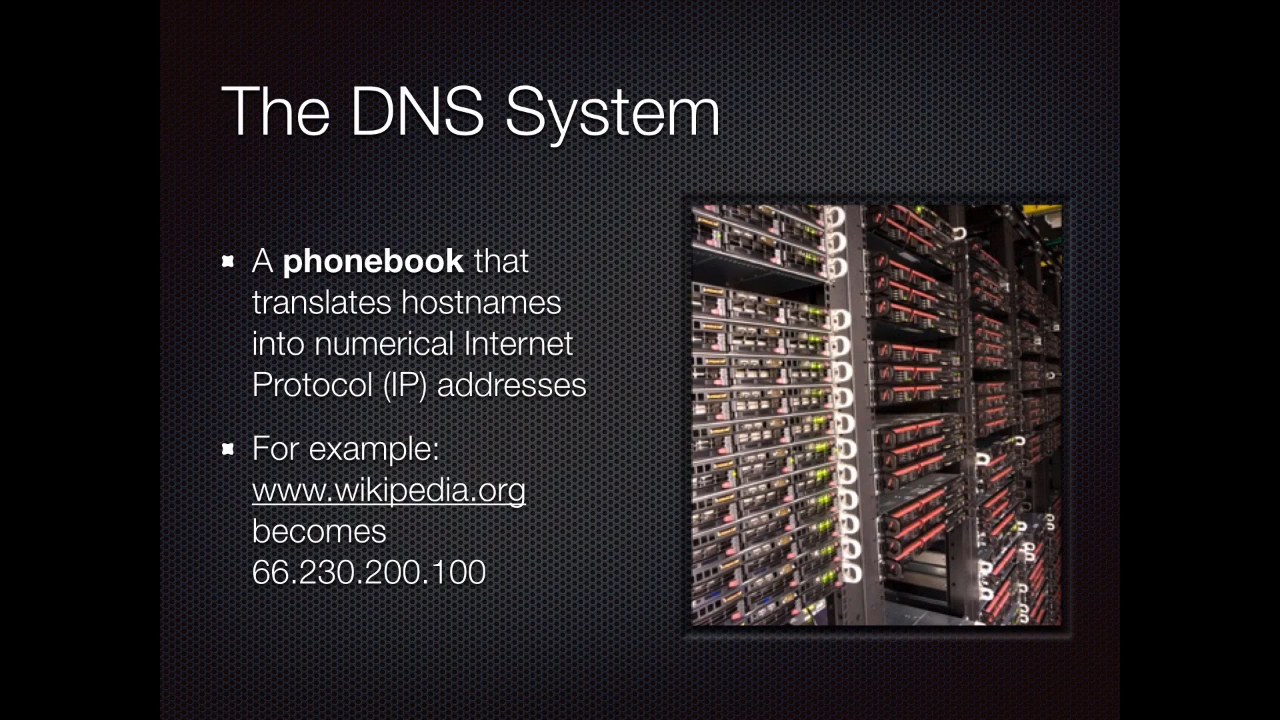 The DNS System
A phonebook that
translates hostnames
into numerical Internet
Protocol (IP) addresses
For example:
www.wikipedia.org
becomes
66.230.200.100